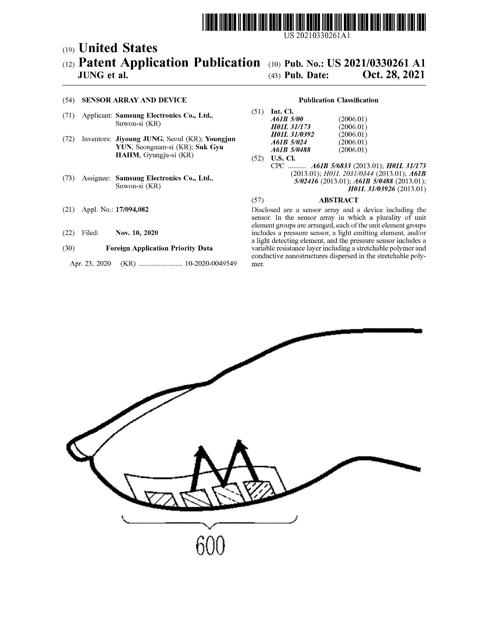 US 20210330261A1
(19) United States
(12) Patent Application Publication (10) Pub. No.: US 2021/0330261 A1
JUNG et al. (43) Pub. Date: Oct. 28, 2021
(54) SENSOR ARRAY AND DEVICE
(71) Applicant: Samsung Electronics Co., Ltd.,
Suwon-si (KR)
(72) Inventors: Jiyoung JUNG, Seoul (KR); Youngjun
YUN, Seongnam-si (KR); Suk Gyu
HAHM, Gyungju-si (KR)
(73) Assignee: Samsung Electronics Co., Ltd.,
Suwon-si (KR)
(21) Appl. No.: 17/094,082
(22) Filed: Nov. 10, 2020
(30) Foreign Application Priority Data
Apr. 23, 2020 (KR) ........................ 10-2020-0049549
Publication Classification
(51) Int. Cl.
A61B 5/00 (2006.01)
H01L 31/173 (2006.01)
H01L 31/0392 (2006.01)
A61B 5/024 (2006.01)
A61B 5/0488 (2006.01)
(52) U.S. Cl.
CPC .......... A61B 5/6833 (2013.01); H01L 31/173
(2013.01); H01L 2031/0344 (2013.01); A61B
5/02416 (2013.01); A61B 5/0488 (2013.01);
H01L 31/03926 (2013.01)
(57) ABSTRACT
Disclosed are a sensor array and a device including the
sensor. In the sensor array in which a plurality of unit
element groups are arranged, each of the unit element groups
includes a pressure sensor, a light emitting element, and/or
a light detecting element, and the pressure sensor includes a
variable resistance layer including a stretchable polymer and
conductive nanostructures dispersed in the stretchable poly-
mer.
600